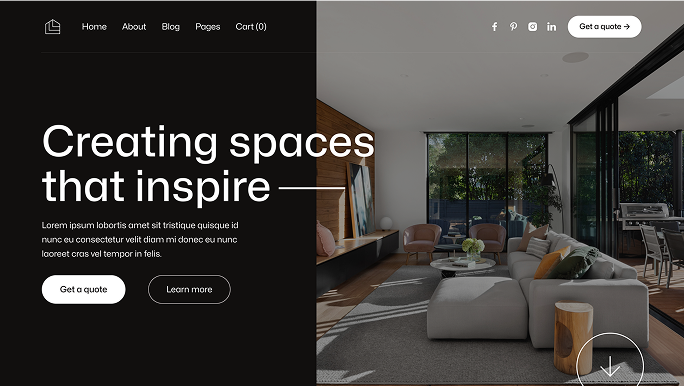 Home About Blog Pages Cart (0) Get a quote →
Creating spaces
that inspire
Lorem ipsum lobortis amet sit tristique quisque id
nunc eu consectetur velit diam mi donec eu nunc
laoreet cras vel tempor in felis.
Get a quote Learn more